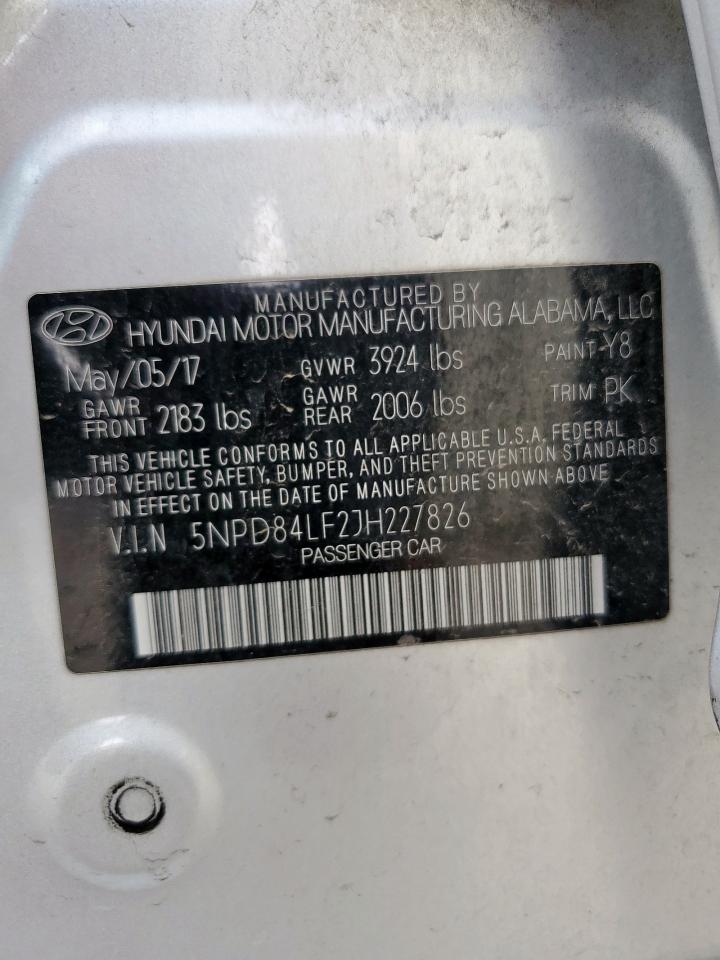 MANUFACTURED BY
HYUNDAI MOTOR MANUFACTURING ALABAMA, LLC
May/05/17 GVWR 3924 lbs PAINT-Y8
GAWR FRONT 2183 lbs GAWR REAR 2006 lbs TRIM PK
THIS VEHICLE CONFORMS TO ALL APPLICABLE U.S.A. FEDERAL
MOTOR VEHICLE SAFETY, BUMPER, AND THEFT PREVENTION STANDARDS
IN EFFECT ON THE DATE OF MANUFACTURE SHOWN ABOVE
V.I.N 5NPD84LF2JH227826
PASSENGER CAR